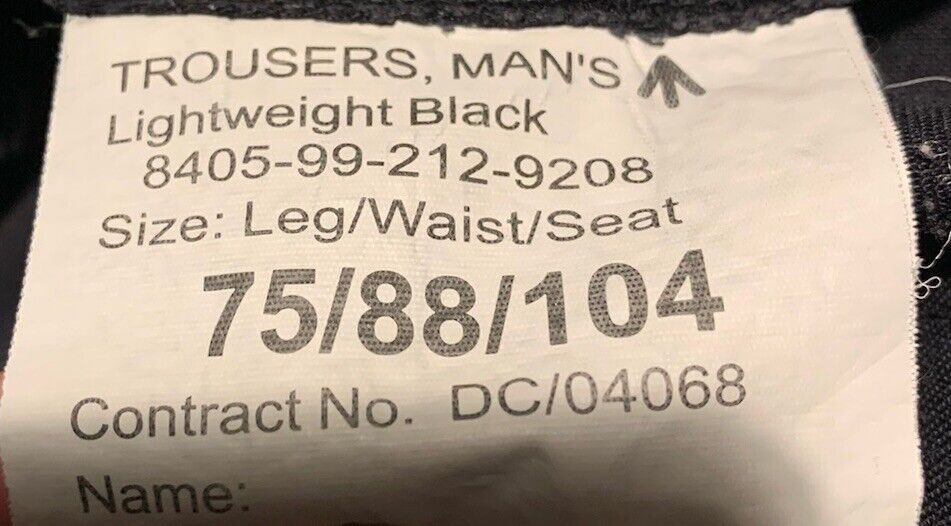 TROUSERS, MAN'S
Lightweight Black
8405-99-212-9208
Size: Leg/Waist/Seat
75/88/104
Contract No. DC/04068
Name: